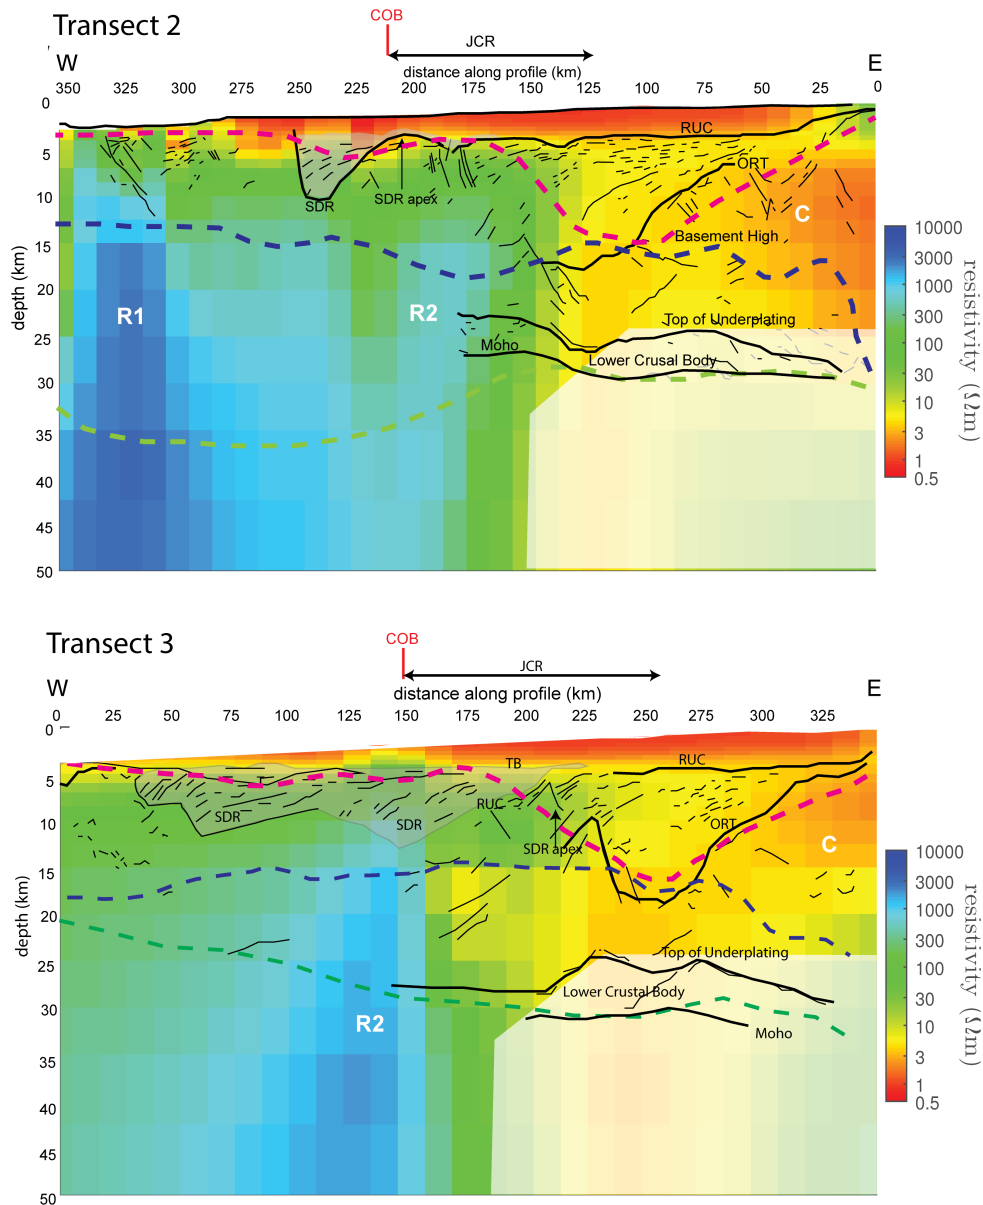 Transect 2
COB
JCR
W
distance along profile (km)
E
350 325 300 275 250 225 200 175 150 125 100 75 50 25 0
0
5
10
15
20
25
30
35
40
45
50
depth (km)
RUC
ORT
SDR
SDR apex
C
Basement High
R1
R2
Top of Underplating
Moho
Lower Crusal Body
10000
3000
1000
300
100
30
10
3
1
0.5
resistivity (Ωm)
Transect 3
COB
JCR
W
distance along profile (km)
E
0 25 50 75 100 125 150 175 200 225 250 275 300 325
0
5
10
15
20
25
30
35
40
45
50
depth (km)
TB
RUC
RUC
SDR
SDR
ORT
SDR apex
C
Top of Underplating
Lower Crustal Body
R2
Moho
10000
3000
1000
300
100
30
10
3
1
0.5
resistivity (Ωm)